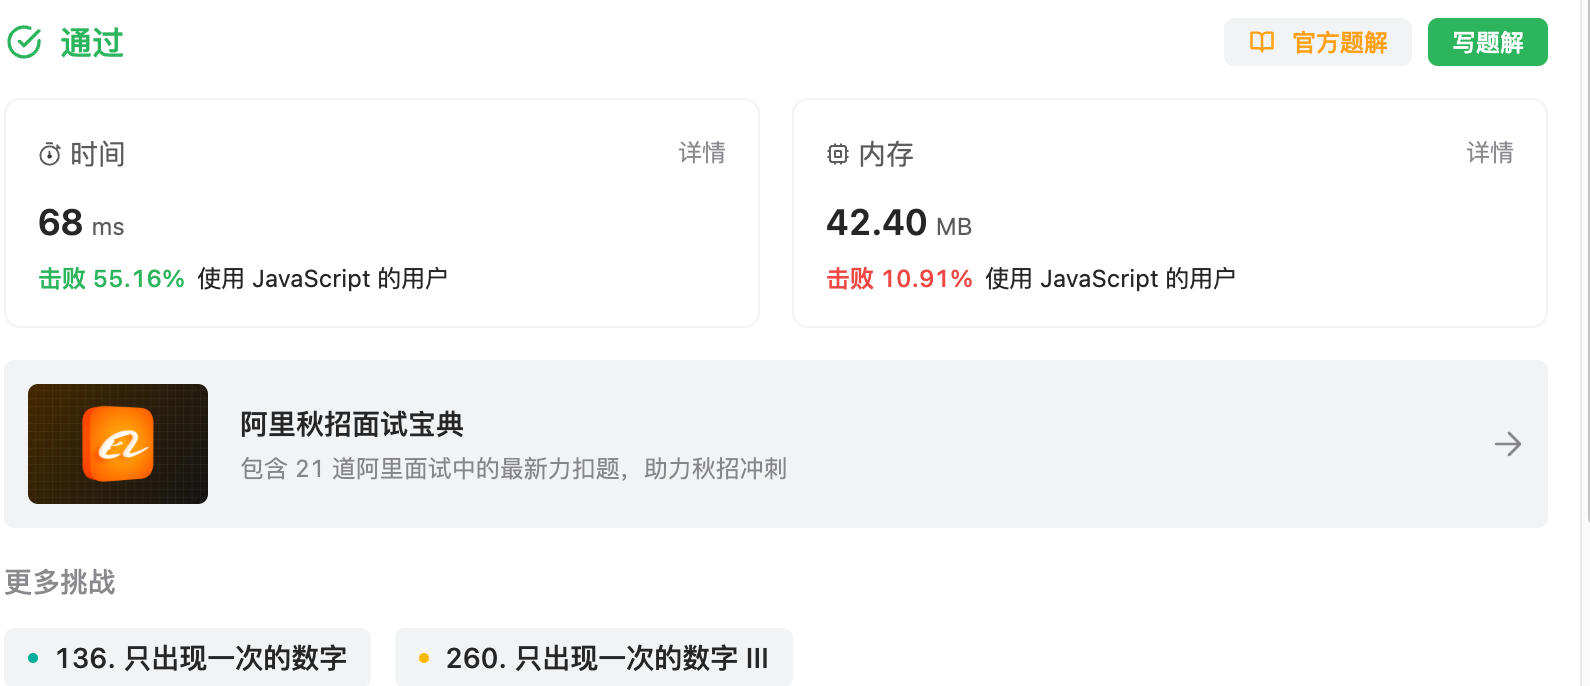 通过
官方题解
写题解
时间
详情
68 ms
击败 55.16% 使用 JavaScript 的用户
内存
详情
42.40 MB
击败 10.91% 使用 JavaScript 的用户
阿里秋招面试宝典
包含 21 道阿里面试中的最新力扣题，助力秋招冲刺
更多挑战
136. 只出现一次的数字
260. 只出现一次的数字 III